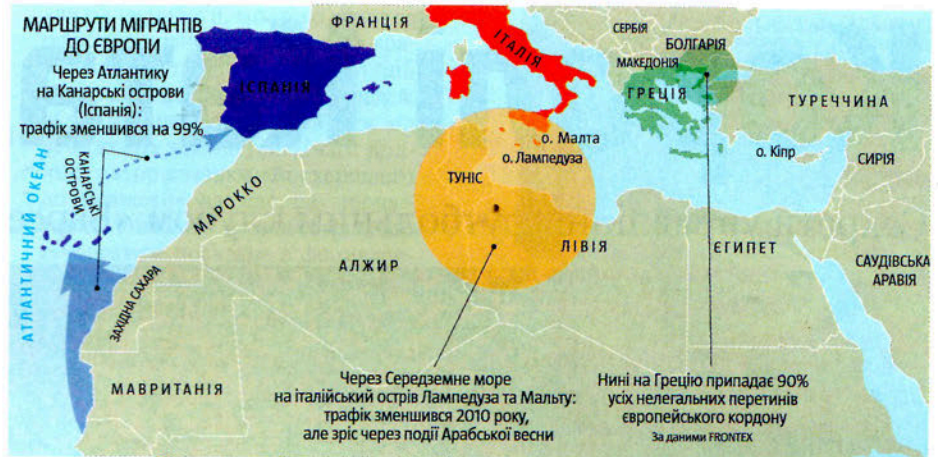 МАРШРУТИ МІГРАНТІВ
ДО ЄВРОПИ
Через Атлантику
на Канарські острови
(Іспанія):
трафік зменшився на 99%
ФРАНЦІЯ
ІСПАНІЯ
ІТАЛІЯ
СЕРБІЯ
БОЛГАРІЯ
МАКЕДОНІЯ
ГРЕЦІЯ
ТУРЕЧЧИНА
о. Мальта
о. Лампедуза
о. Кіпр
СИРІЯ
АТЛАНТИЧНИЙ ОКЕАН
КАНАРСЬКІ
ОСТРОВИ
МАРОККО
ТУНІС
АЛЖИР
ЛІВІЯ
ЄГИПЕТ
САУДІВСЬКА
АРАВІЯ
ЗАХІДНА САХАРА
МАВРИТАНІЯ
Через Середземне море
на італійський острів Лампедуза та Мальту:
трафік зменшився 2010 року,
але зріс через події Арабської весни
Нині на Грецію припадає 90%
усіх нелегальних перетинів
європейського кордону
За даними FRONTEX